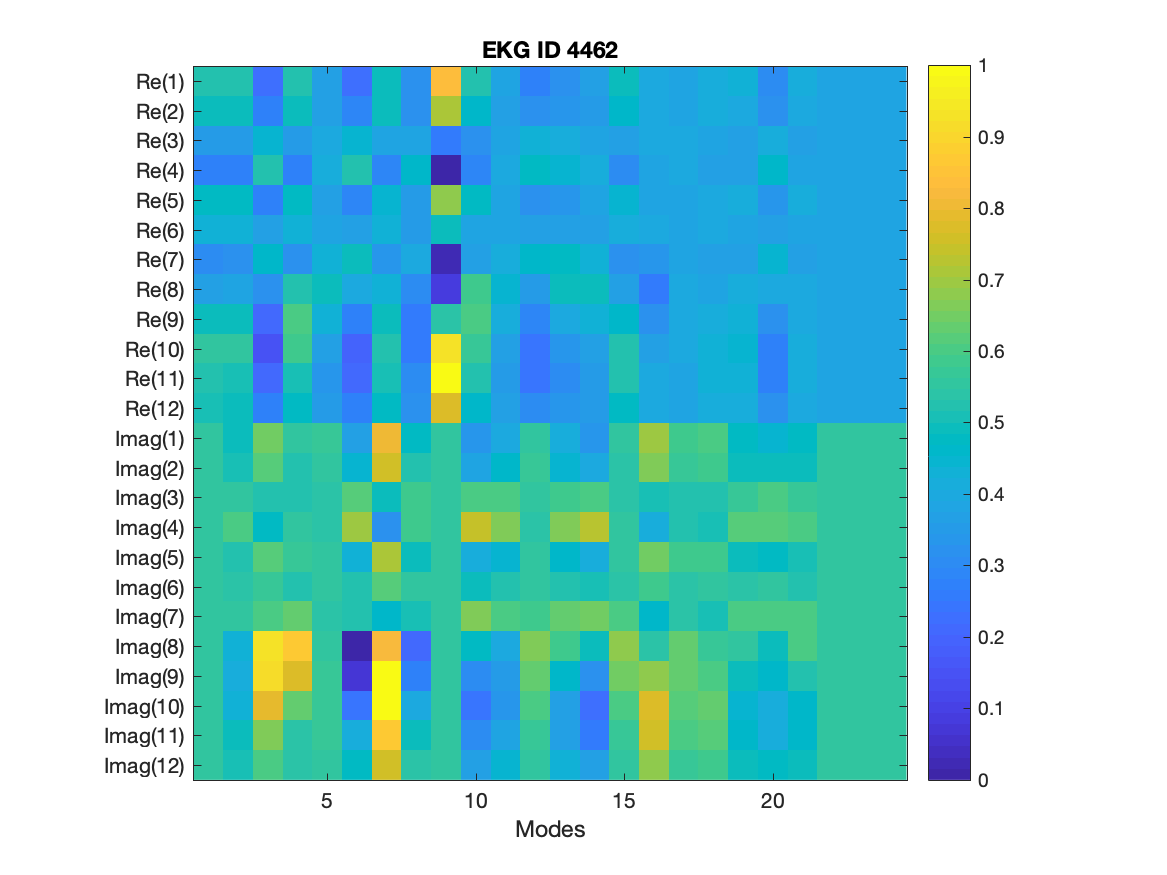 EKG ID 4462
Re(1)
Re(2)
Re(3)
Re(4)
Re(5)
Re(6)
Re(7)
Re(8)
Re(9)
Re(10)
Re(11)
Re(12)
Imag(1)
Imag(2)
Imag(3)
Imag(4)
Imag(5)
Imag(6)
Imag(7)
Imag(8)
Imag(9)
Imag(10)
Imag(11)
Imag(12)
5 10 15 20
Modes
1
0.9
0.8
0.7
0.6
0.5
0.4
0.3
0.2
0.1
0